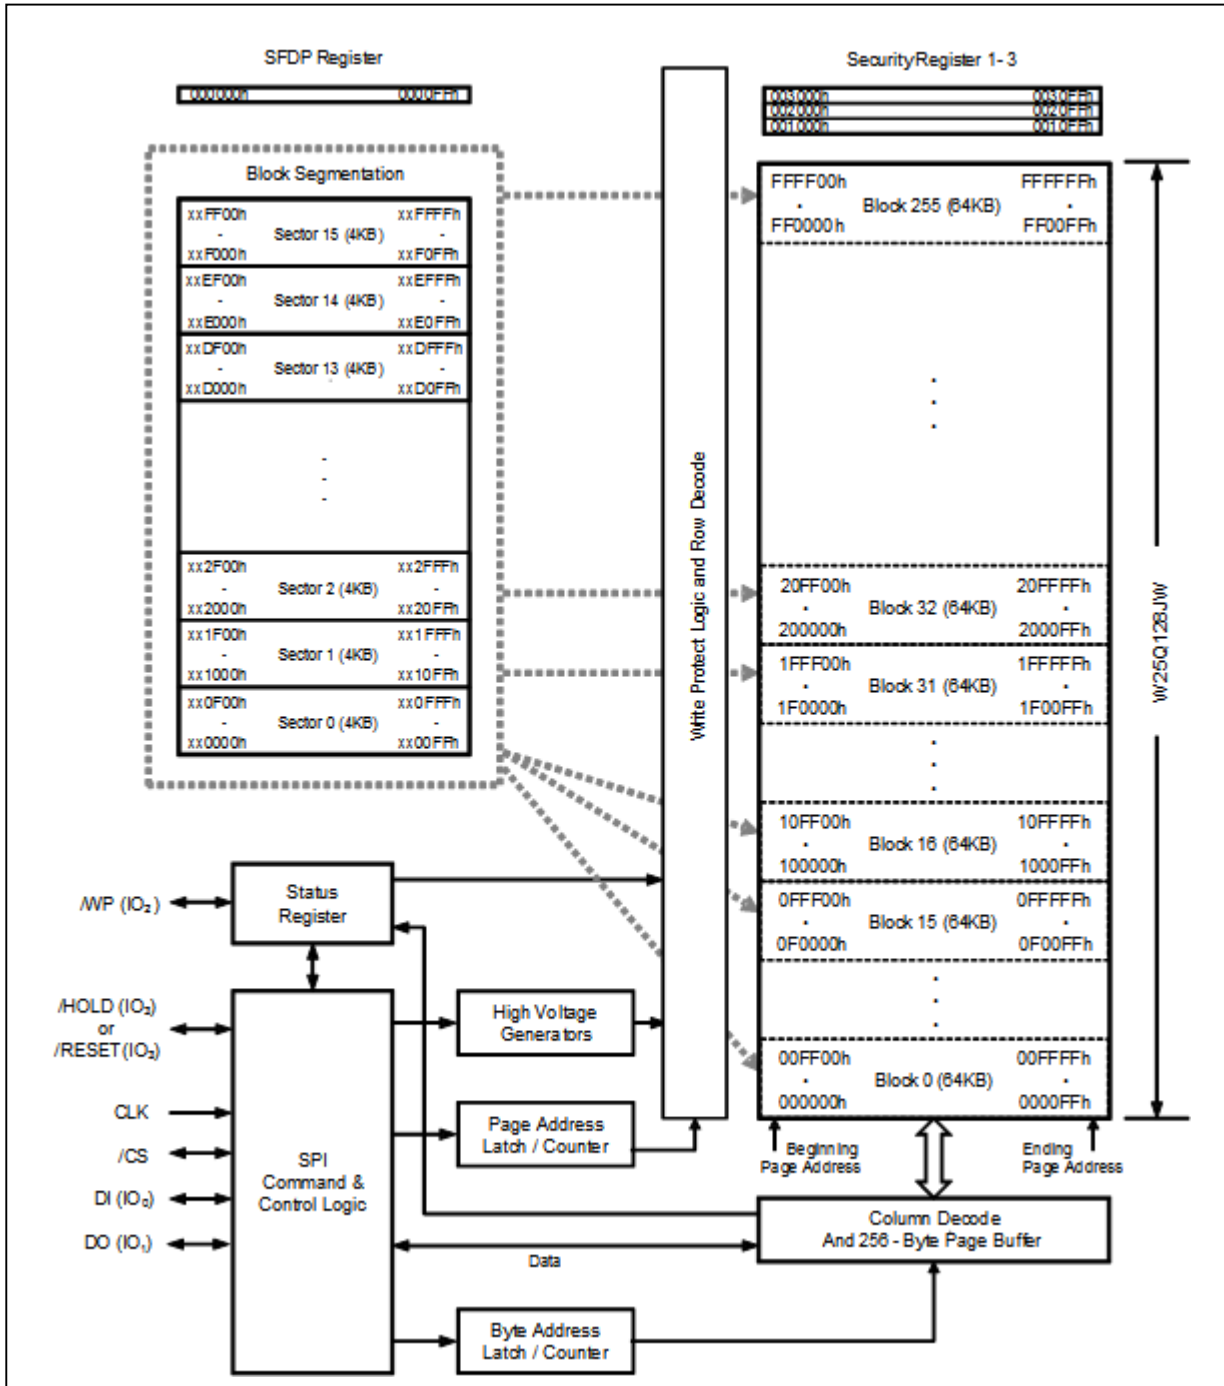 SFDP Register
000000h 0000FFh
Security Register 1 - 3
003000h 0030FFh
002000h 0020FFh
001000h 0010FFh
Block Segmentation
xxFF00h xxFFFFh
- Sector 15 (4KB) -
xxF000h xxF0FFh
xxEF00h xxEFFFh
- Sector 14 (4KB) -
xxE000h xxE0FFh
xxDF00h xxDFFFh
- Sector 13 (4KB) -
xxD000h xxD0FFh
xx2F00h xx2FFFh
- Sector 2 (4KB) -
xx2000h xx20FFh
xx1F00h xx1FFFh
- Sector 1 (4KB) -
xx1000h xx10FFh
xx0F00h xx0FFFh
- Sector 0 (4KB) -
xx0000h xx00FFh
Write Protect Logic and Row Decode
FFFF00h FFFFFFh
. Block 255 (64KB) .
FF0000h FF00FFh
20FF00h 20FFFFh
. Block 32 (64KB) .
200000h 2000FFh
1FFF00h 1FFFFFh
. Block 31 (64KB) .
1F0000h 1F00FFh
10FF00h 10FFFFh
. Block 16 (64KB) .
100000h 1000FFh
0FFF00h 0FFFFFh
. Block 15 (64KB) .
0F0000h 0F00FFh
00FF00h 00FFFFh
. Block 0 (64KB) .
000000h 0000FFh
W25Q128JW
Beginning
Page Address
Ending
Page Address
/WP (IO₂)
Status
Register
/HOLD (IO₃)
or
/RESET (IO₃)
CLK
/CS
DI (IO₀)
DO (IO₁)
SPI
Command &
Control Logic
High Voltage
Generators
Page Address
Latch / Counter
Column Decode
And 256 - Byte Page Buffer
Data
Byte Address
Latch / Counter